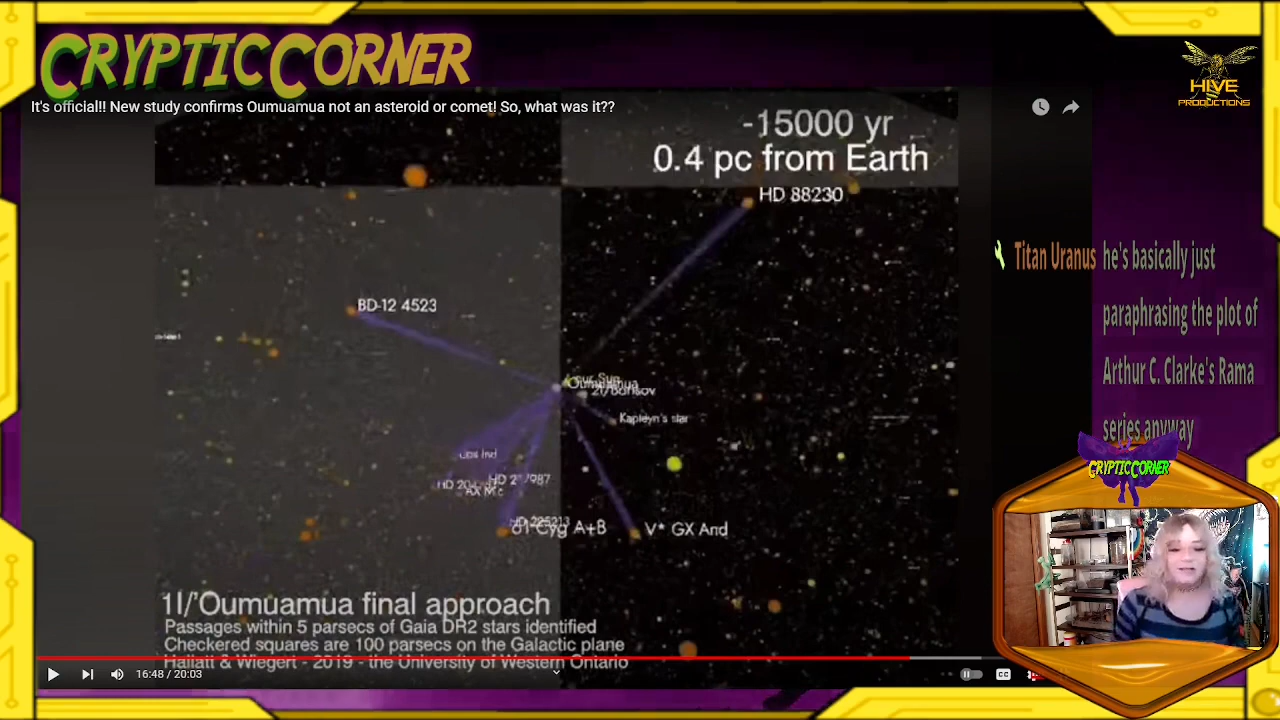 CRYPTIC CORNER
HIVE
PRODUCTIONS
It's official!! New study confirms Oumuamua not an asteroid or comet! So, what was it??
-15000 yr
0.4 pc from Earth
HD 88230
BD-12 4523
Oumuamua
Kapteyn's star
V* GX And
1I/'Oumuamua final approach
Passages within 5 parsecs of Gaia DR2 stars identified
Checkered squares are 100 parsecs on the Galactic plane
Hallatt & Wiegert - 2019 - the University of Western Ontario
16:48 / 20:03
CC
Titan Uranus he's basically just
paraphrasing the plot of
Arthur C. Clarke's Rama
series anyway
CRYPTIC CORNER